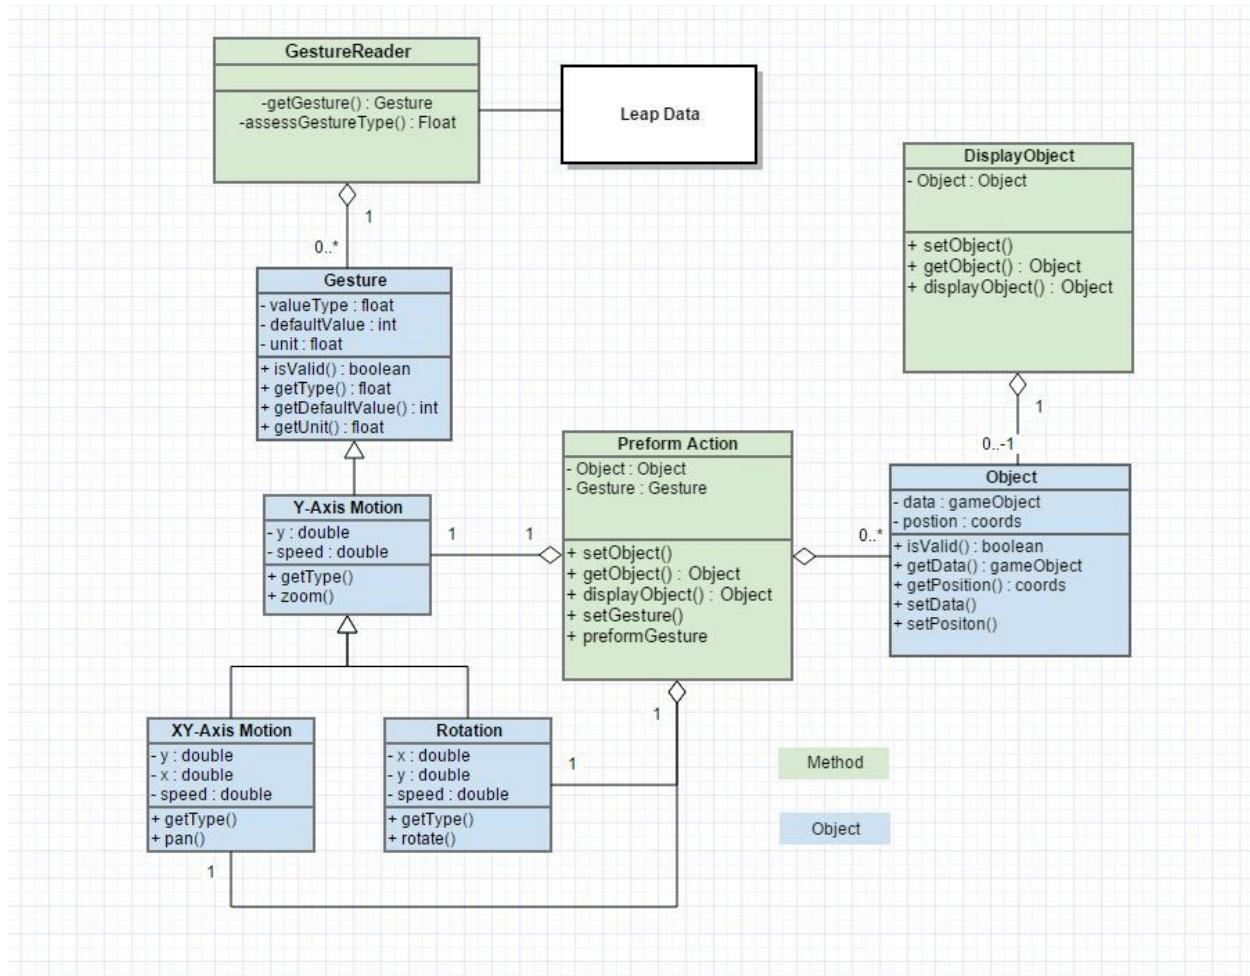 GestureReader
-getGesture() : Gesture
-assessGestureType() : Float
Leap Data
1
0..*
Gesture
- valueType : float
- defaultValue : int
- unit : float
+ isValid() : boolean
+ getType() : float
+ getDefaultValue() : int
+ getUnit() : float
DisplayObject
- Object : Object
+ setObject()
+ getObject() : Object
+ displayObject() : Object
1
0..-1
Preform Action
- Object : Object
- Gesture : Gesture
+ setObject()
+ getObject() : Object
+ displayObject() : Object
+ setGesture()
+ preformGesture
Object
- data : gameObject
- postion : coords
+ isValid() : boolean
+ getData() : gameObject
+ getPosition() : coords
+ setData()
+ setPositon()
0..*
Y-Axis Motion
- y : double
- speed : double
+ getType()
+ zoom()
1
1
XY-Axis Motion
- y : double
- x : double
- speed : double
+ getType()
+ pan()
1
Rotation
- x : double
- y : double
- speed : double
+ getType()
+ rotate()
1
1
Method
Object